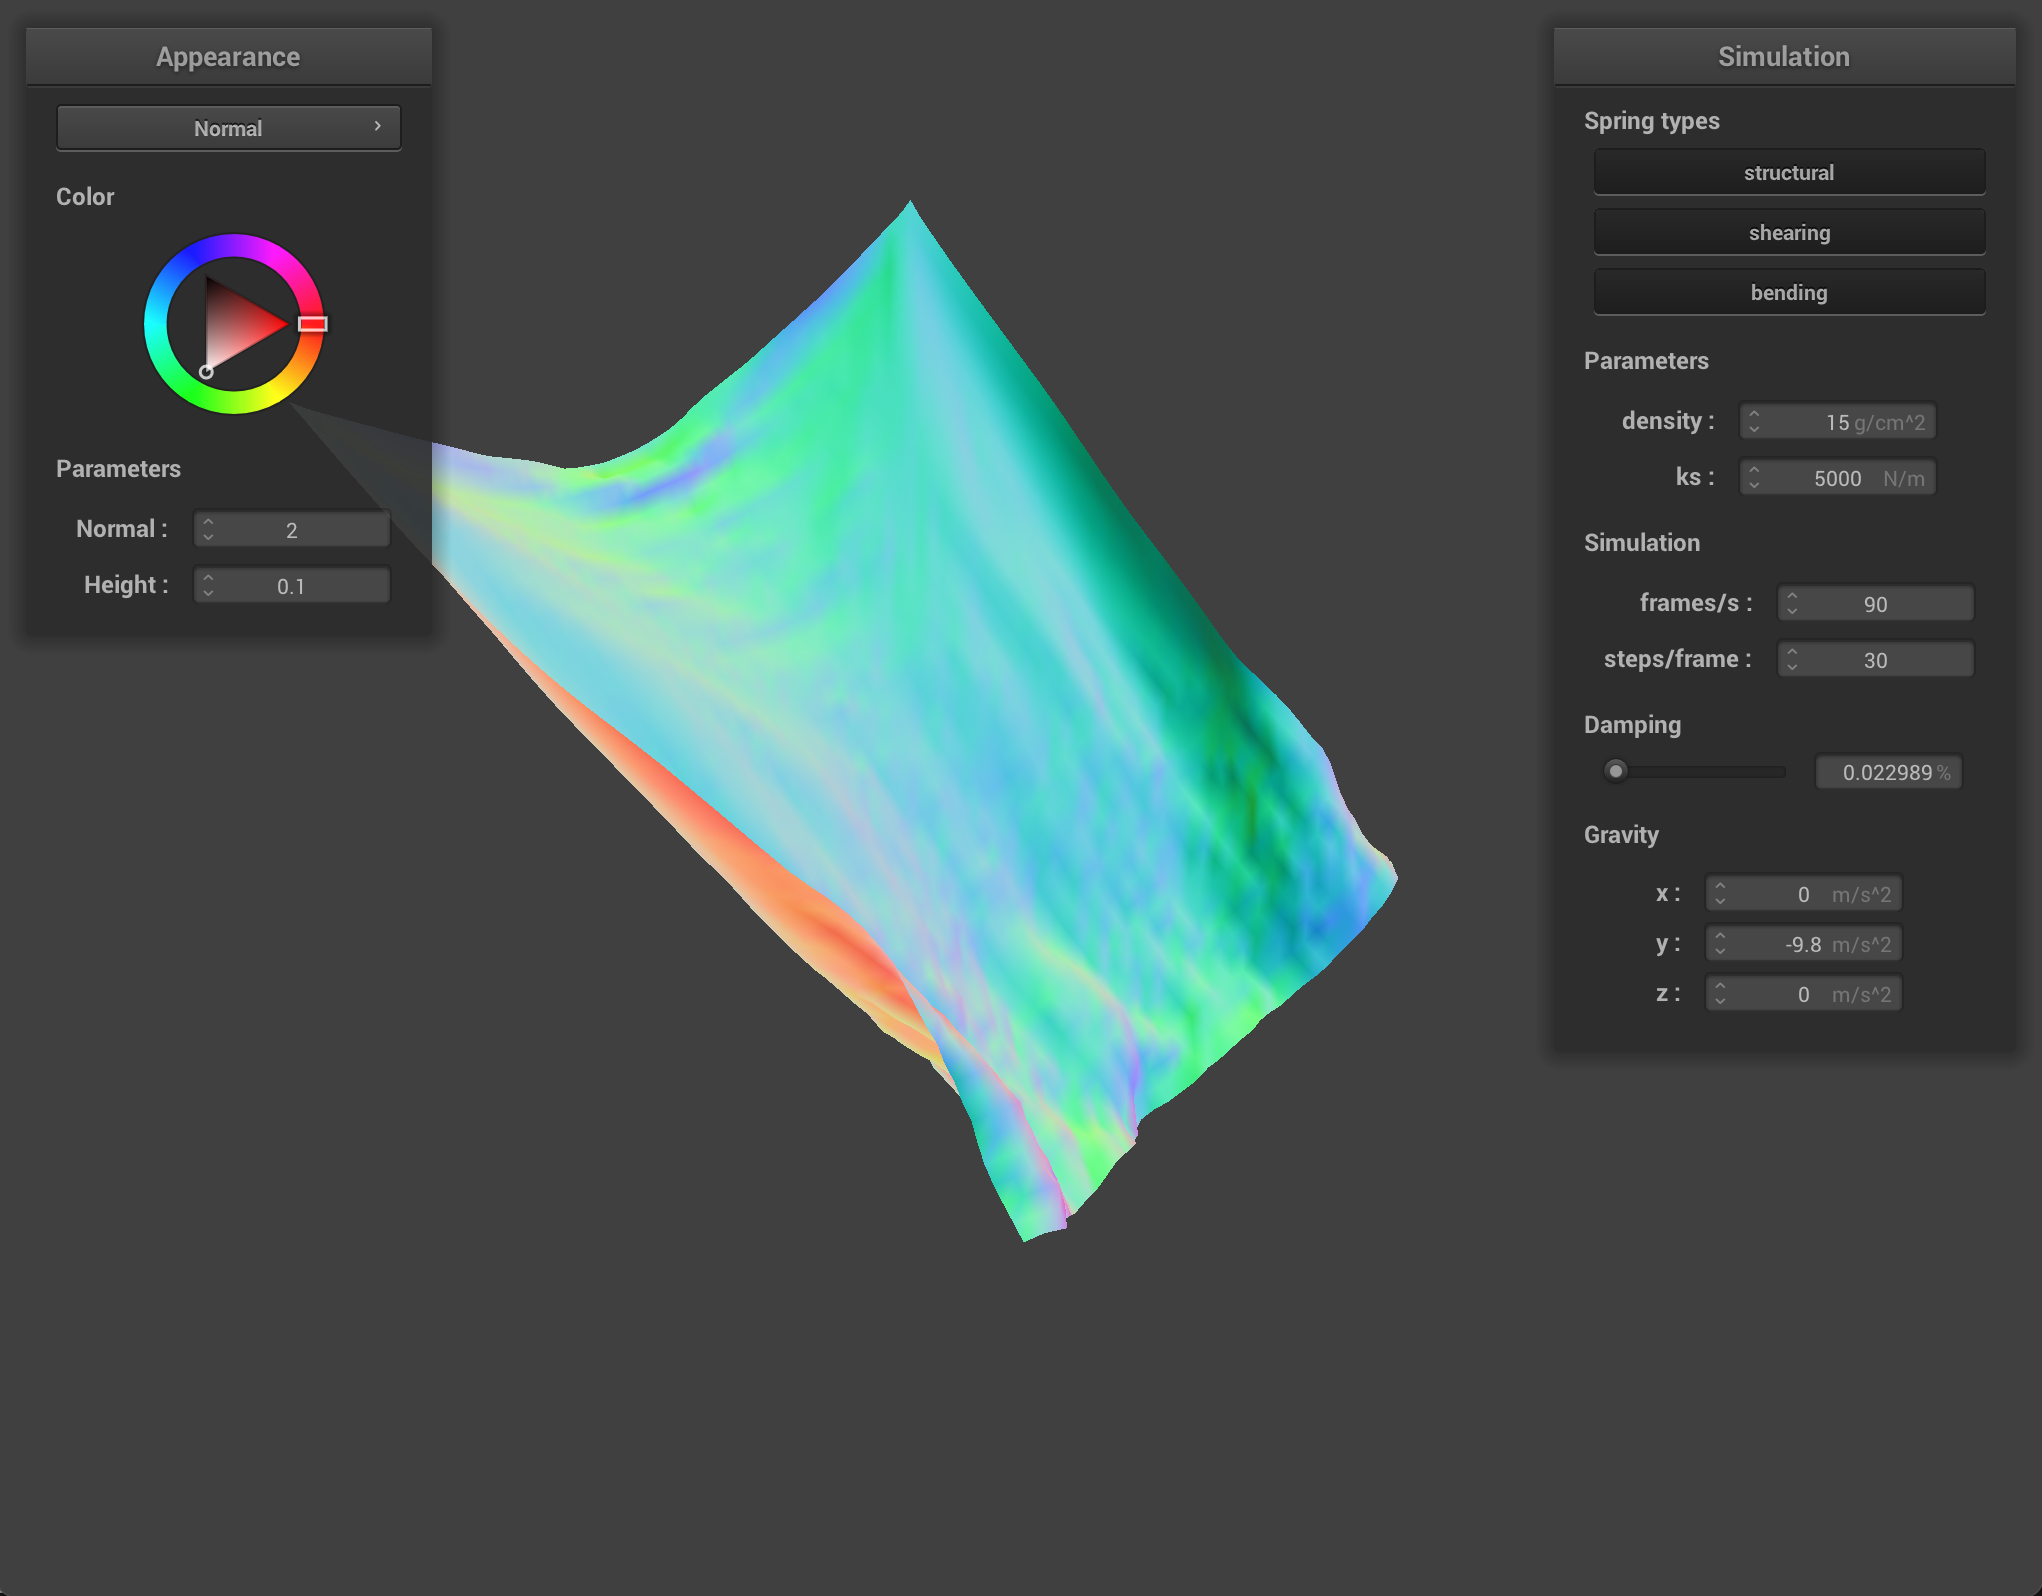 Appearance
Normal
Color
Parameters
Normal : 2
Height : 0.1
Simulation
Spring types
structural
shearing
bending
Parameters
density : 15 g/cm^2
ks : 5000 N/m
Simulation
frames/s : 90
steps/frame : 30
Damping
0.022989 %
Gravity
x : 0 m/s^2
y : -9.8 m/s^2
z : 0 m/s^2